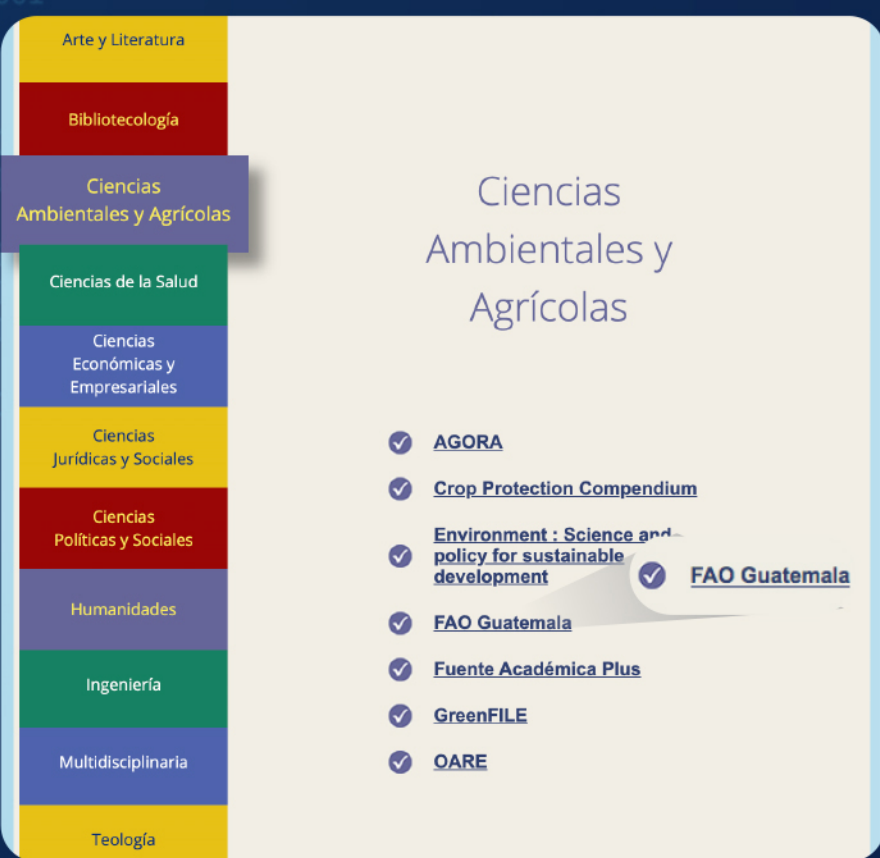 Arte y Literatura
Bibliotecología
Ciencias
Ambientales y Agrícolas
Ciencias de la Salud
Ciencias
Económicas y
Empresariales
Ciencias
Jurídicas y Sociales
Ciencias
Políticas y Sociales
Humanidades
Ingeniería
Multidisciplinaria
Teología
Ciencias
Ambientales y
Agrícolas
AGORA
Crop Protection Compendium
Environment : Science and
policy for sustainable
development
FAO Guatemala
FAO Guatemala
Fuente Académica Plus
GreenFILE
OARE